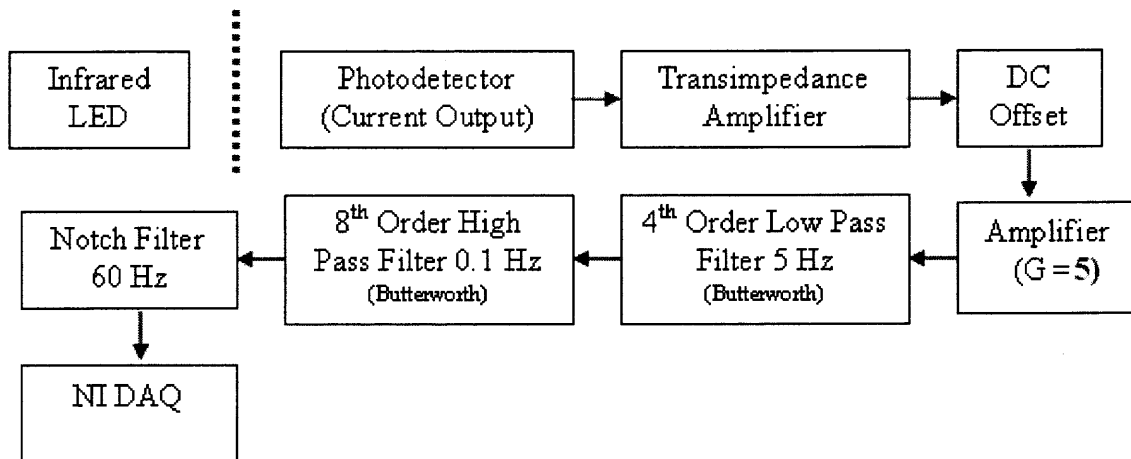 Infrared
LED
Photodetector
(Current Output)
Transimpedance
Amplifier
DC
Offset
Amplifier
(G = 5)
4th Order Low Pass
Filter 5 Hz
(Butterworth)
8th Order High
Pass Filter 0.1 Hz
(Butterworth)
Notch Filter
60 Hz
NI DAQ